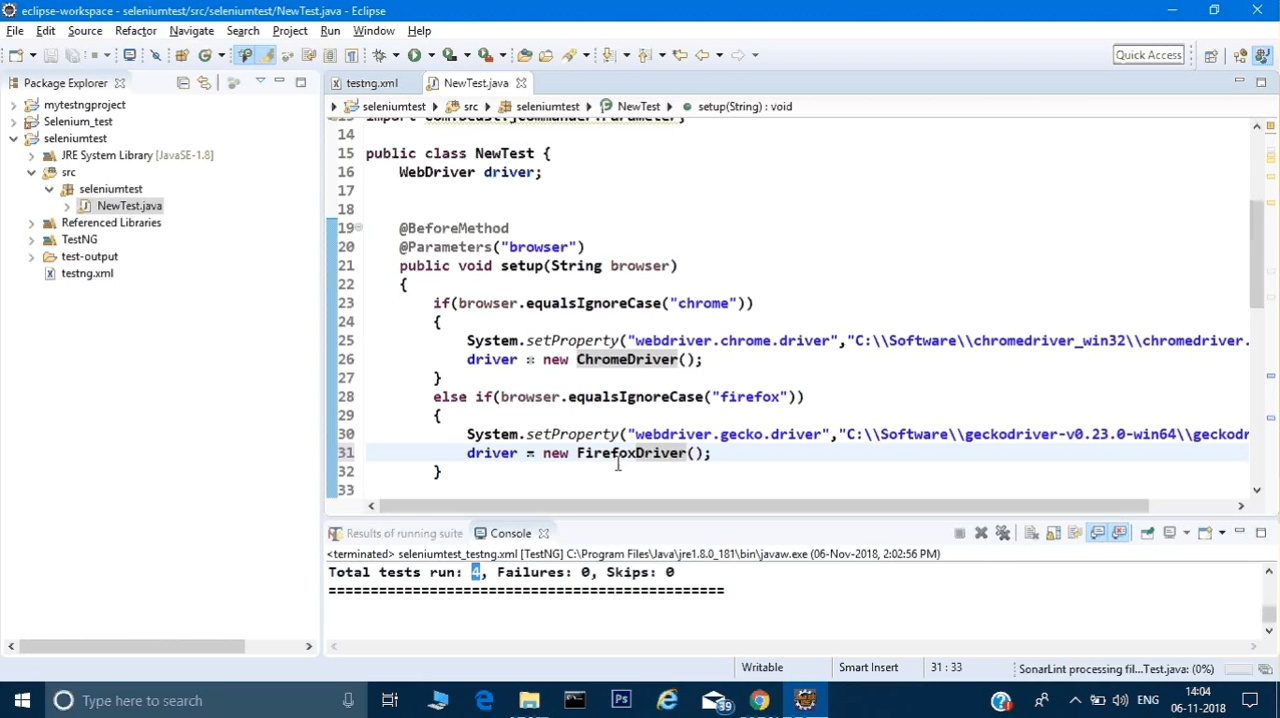 eclipse-workspace - seleniumtest/src/seleniumtest/NewTest.java - Eclipse
File Edit Source Refactor Navigate Search Project Run Window Help
Quick Access
Package Explorer
testng.xml
NewTest.java
seleniumtest src seleniumtest NewTest setup(String) : void
mytestngproject
Selenium_test
seleniumtest
JRE System Library [JavaSE-1.8]
src
seleniumtest
NewTest.java
Referenced Libraries
TestNG
test-output
testng.xml
14
15 public class NewTest {
16 WebDriver driver;
17
18
19 @BeforeMethod
20 @Parameters("browser")
21 public void setup(String browser)
22 {
23 if(browser.equalsIgnoreCase("chrome"))
24 {
25 System.setProperty("webdriver.chrome.driver","C:\\Software\\chromedriver_win32\\chromedriver.
26 driver = new ChromeDriver();
27 }
28 else if(browser.equalsIgnoreCase("firefox"))
29 {
30 System.setProperty("webdriver.gecko.driver","C:\\Software\\geckodriver-v0.23.0-win64\\geckodr
31 driver = new FirefoxDriver();
32 }
33
Results of running suite Console
<terminated> seleniumtest_testng.xml [TestNG] C:\Program Files\Java\jre1.8.0_181\bin\javaw.exe (06-Nov-2018, 2:02:56 PM)
Total tests run: 4, Failures: 0, Skips: 0
===============================================
Writable Smart Insert 31 : 33 SonarLint processing fil...Test.java: (0%)
Type here to search
Ps
39
ENG
14:04
06-11-2018